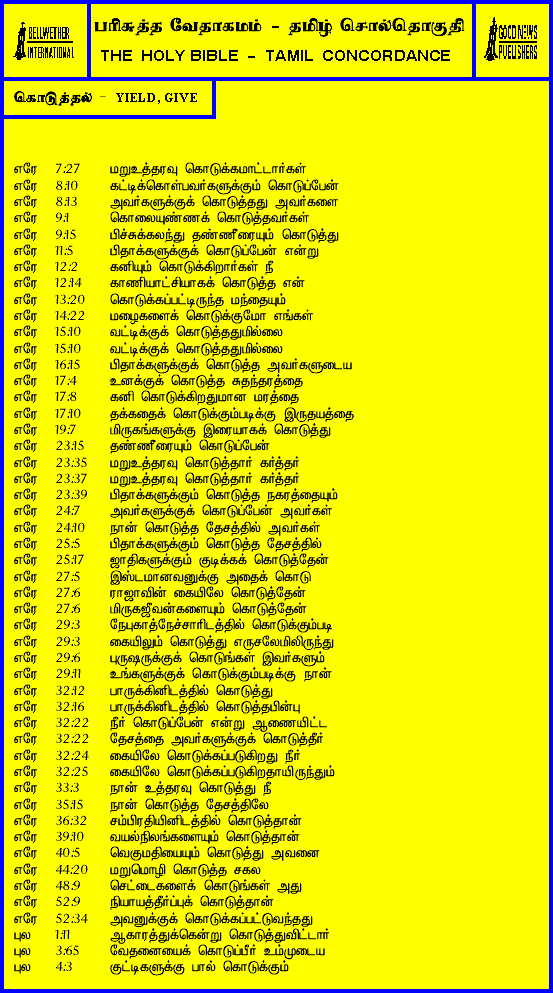 BELLWETHER
INTERNATIONAL
பரிசுத்த வேதாகமம் - தமிழ் சொல்தொகுதி
THE HOLY BIBLE - TAMIL CONCORDANCE
GOOD NEWS
PUBLISHERS
கொடுத்தல் - YIELD, GIVE
எரே 7:27 மறுஉத்தரவு கொடுக்கமாட்டார்கள்
எரே 8:10 கட்டிக்கொள்பவர்களுக்கும் கொடுப்பேன்
எரே 8:13 அவர்களுக்குக் கொடுத்தது அவர்களை
எரே 9:1 கொலையுண்ணக் கொடுத்தவர்கள்
எரே 9:15 பிச்சுக்கலந்து தண்ணீரையும் கொடுத்து
எரே 11:5 பிதாக்களுக்குக் கொடுப்பேன் என்று
எரே 12:2 கனியும் கொடுக்கிறார்கள் நீ
எரே 12:14 காணியாட்சியாகக் கொடுத்த என்
எரே 13:20 கொடுக்கப்பட்டிருந்த மந்தையும்
எரே 14:22 மழைகளைக் கொடுக்குமோ எங்கள்
எரே 15:10 வட்டிக்குக் கொடுத்ததுமில்லை
எரே 15:10 வட்டிக்குக் கொடுத்ததுமில்லை
எரே 16:15 பிதாக்களுக்குக் கொடுத்த அவர்களுடைய
எரே 17:4 உனக்குக் கொடுத்த சுதந்தரத்தை
எரே 17:8 கனி கொடுக்கிறதுமான மரத்தை
எரே 17:10 தக்கதைக் கொடுக்கும்படிக்கு இருதயத்தை
எரே 19:7 மிருகங்களுக்கு இரையாகக் கொடுத்து
எரே 23:15 தண்ணீரையும் கொடுப்பேன்
எரே 23:35 மறுஉத்தரவு கொடுத்தார் கர்த்தர்
எரே 23:37 மறுஉத்தரவு கொடுத்தார் கர்த்தர்
எரே 23:39 பிதாக்களுக்கும் கொடுத்த நகரத்தையும்
எரே 24:7 அவர்களுக்குக் கொடுப்பேன் அவர்கள்
எரே 24:10 நான் கொடுத்த தேசத்தில் அவர்கள்
எரே 25:5 பிதாக்களுக்கும் கொடுத்த தேசத்தில்
எரே 25:17 ஜாதிகளுக்கும் குடிக்கக் கொடுத்தேன்
எரே 27:5 இஸ்டமானவனுக்கு அதைக் கொடு
எரே 27:6 ராஜாவின் கையிலே கொடுத்தேன்
எரே 27:6 மிருகஜீவன்களையும் கொடுத்தேன்
எரே 29:3 நேபுகாத்நேச்சாரிடத்தில் கொடுக்கும்படி
எரே 29:3 கையிலும் கொடுத்து எருசலேமிலிருந்து
எரே 29:6 புருஷருக்குக் கொடுங்கள் இவர்களும்
எரே 29:11 உங்களுக்குக் கொடுக்கும்படிக்கு நான்
எரே 32:12 பாருக்கினிடத்தில் கொடுத்து
எரே 32:16 பாருக்கினிடத்தில் கொடுத்தபின்பு
எரே 32:22 நீர் கொடுப்பேன் என்று ஆணையிட்ட
எரே 32:22 தேசத்தை அவர்களுக்குக் கொடுத்தீர்
எரே 32:24 கையிலே கொடுக்கப்படுகிறது நீர்
எரே 32:25 கையிலே கொடுக்கப்படுகிறதாயிருந்தும்
எரே 33:3 நான் உத்தரவு கொடுத்து நீ
எரே 35:15 நான் கொடுத்த தேசத்திலே
எரே 36:32 சம்பிரதியினிடத்தில் கொடுத்தான்
எரே 39:10 வயல்நிலங்களையும் கொடுத்தான்
எரே 40:5 வெகுமதியையும் கொடுத்து அவனை
எரே 44:20 மறுமொழி கொடுத்த சகல
எரே 48:9 செட்டைகளைக் கொடுங்கள் அது
எரே 52:9 நியாயத்தீர்ப்புக் கொடுத்தான்
எரே 52:34 அவனுக்குக் கொடுக்கப்பட்டுவந்தது
புல 1:11 ஆகாரத்துக்கென்று கொடுத்துவிட்டார்
புல 3:65 வேதனையைக் கொடுப்பீர் உம்முடைய
புல 4:3 குட்டிகளுக்கு பால் கொடுக்கும்